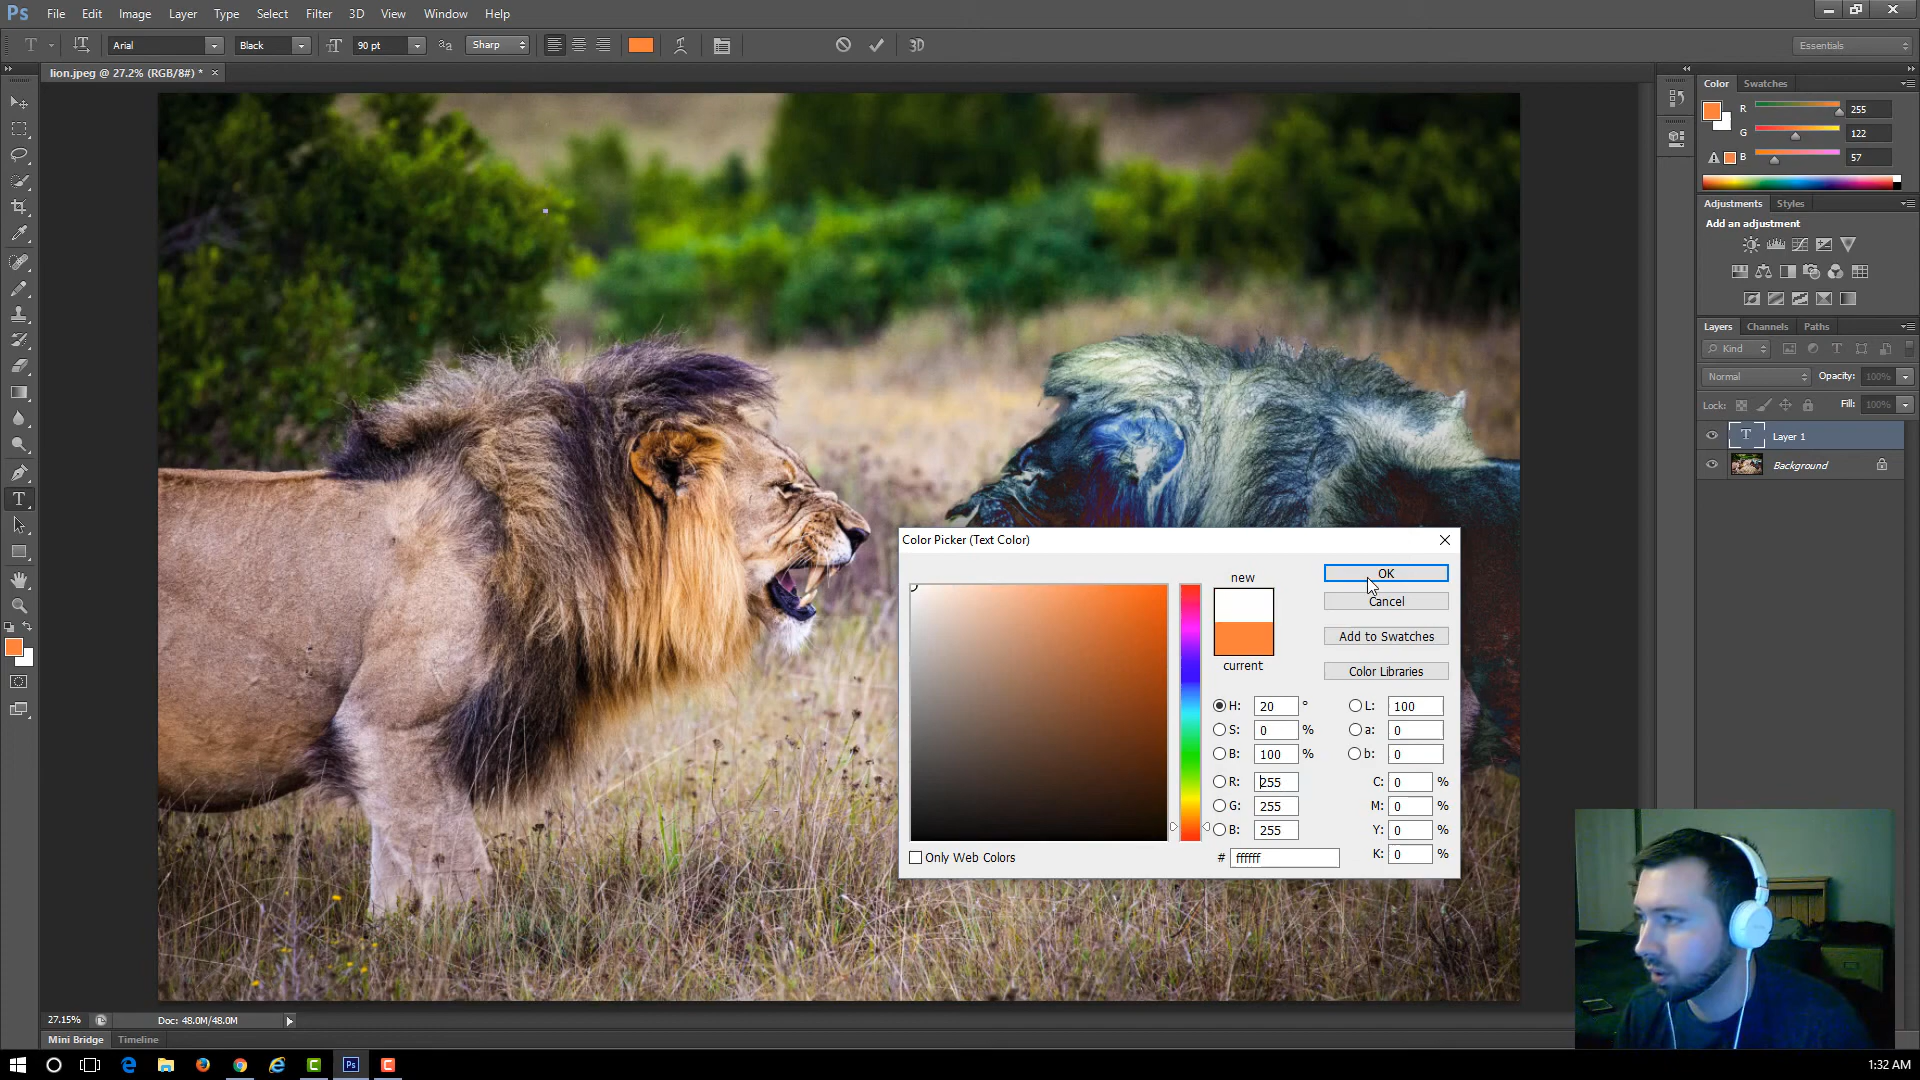 Ps File Edit Image Layer Type Select Filter 3D View Window Help
T Arial Black 90 pt aa Sharp 3D Essentials
lion.jpeg @ 27.2% (RGB/8#) * ×
Color Swatches
R 255
G 122
B 57
Adjustments Styles
Add an adjustment
Layers Channels Paths
Kind
Normal Opacity: 100%
Lock: Fill: 100%
T Layer 1
Background
Color Picker (Text Color)
new
current
OK
Cancel
Add to Swatches
Color Libraries
H: 20 ° L: 100
S: 0 % a: 0
B: 100 % b: 0
R: 255 C: 0 %
G: 255 M: 0 %
B: 255 Y: 0 %
# ffffff K: 0 %
Only Web Colors
27.15% Doc: 48.0M/48.0M
Mini Bridge Timeline
Ps 1:32 AM